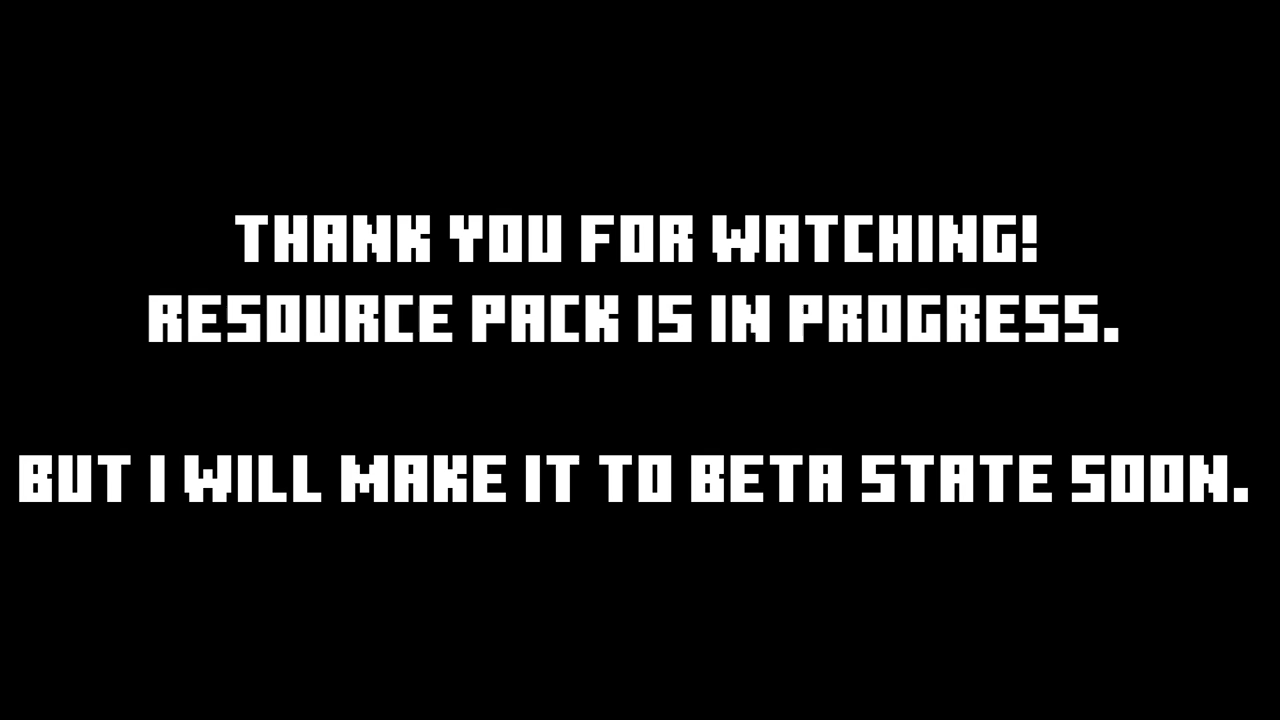 THANK YOU FOR WATCHING!
RESOURCE PACK IS IN PROGRESS.
BUT I WILL MAKE IT TO BETA STATE SOON.